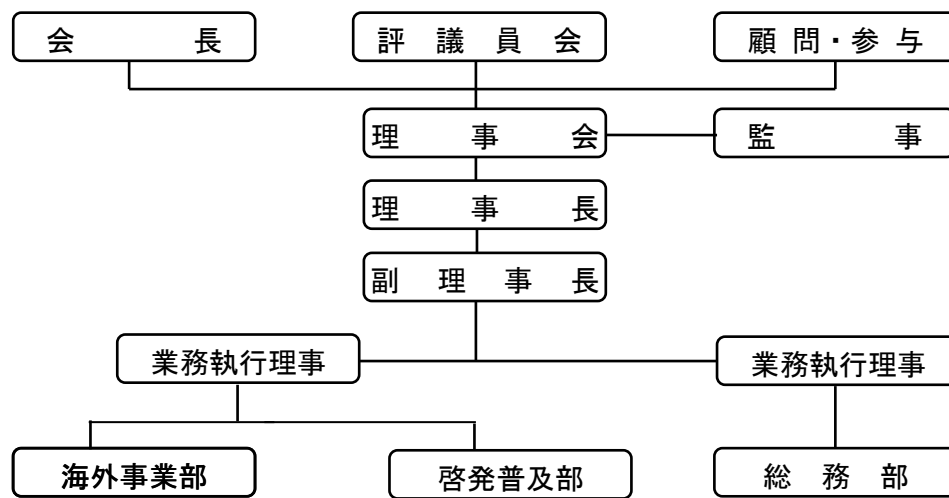 会長 評議員会 顧問・参与
理事会 監事
理事長
副理事長
業務執行理事 業務執行理事
海外事業部 啓発普及部 総務部